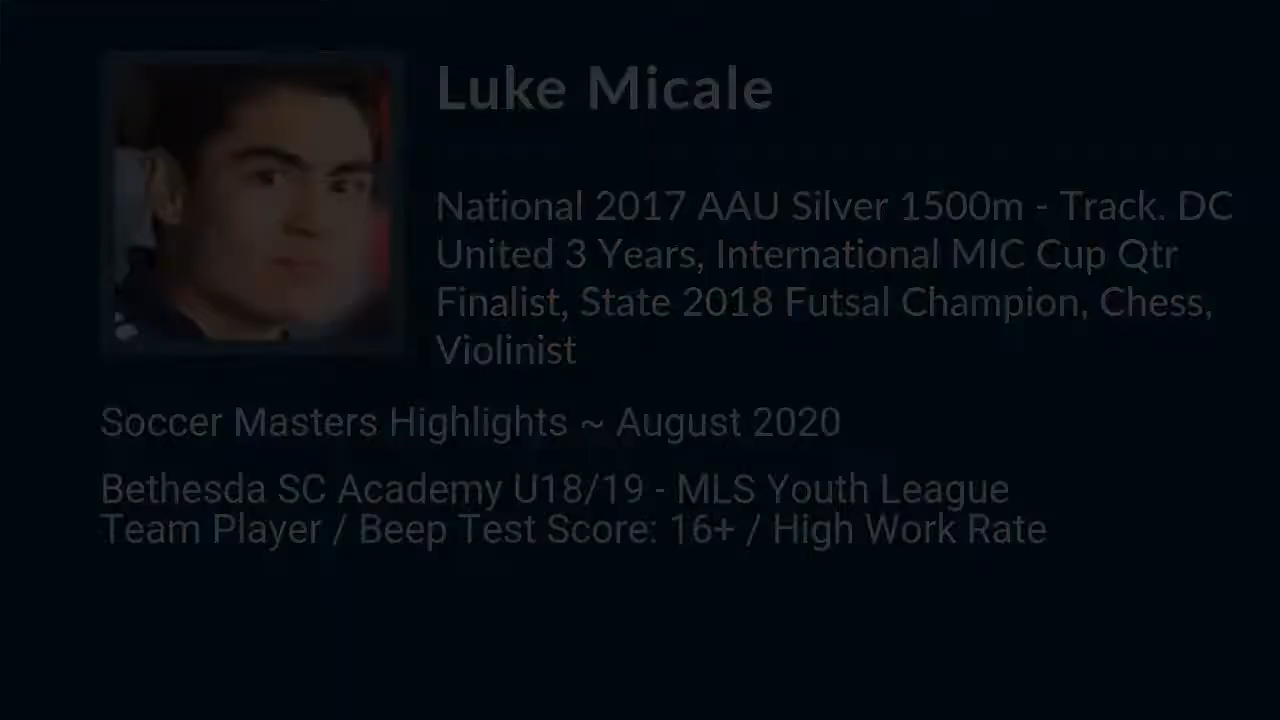 Luke Micale
National 2017 AAU Silver 1500m - Track. DC
United 3 Years, International MIC Cup Qtr
Finalist, State 2018 Futsal Champion, Chess,
Violinist
Soccer Masters Highlights ~ August 2020
Bethesda SC Academy U18/19 - MLS Youth League
Team Player / Beep Test Score: 16+ / High Work Rate